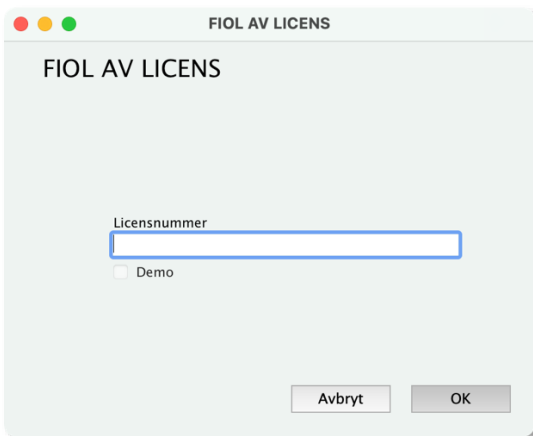 FIOL AV LICENS
FIOL AV LICENS
Licensnummer
Demo
Avbryt
OK